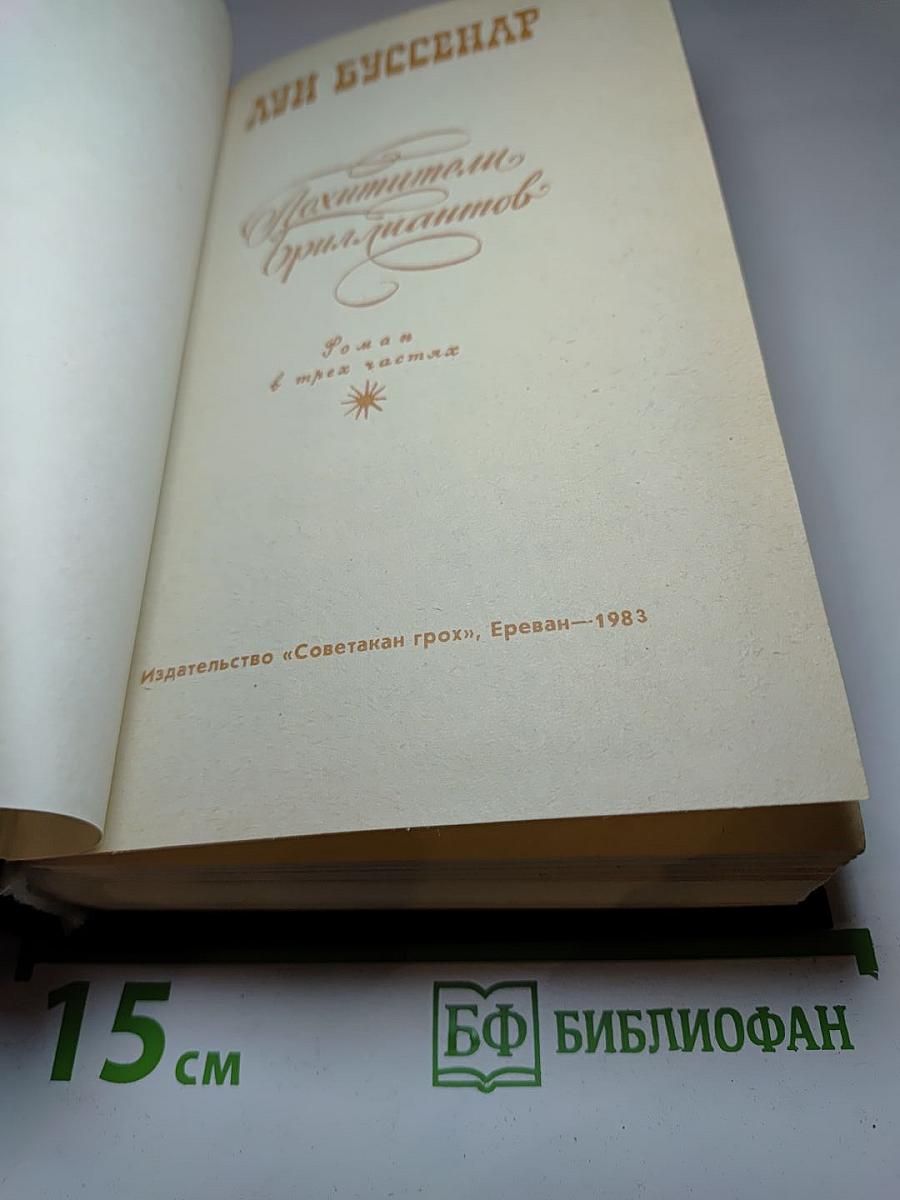 ЛУИ БУССЕНАР
Похитители
бриллиантов
Роман
в трех частях
Издательство «Советакан грох», Ереван—1983
15 см
БФ БИБЛИОФАН